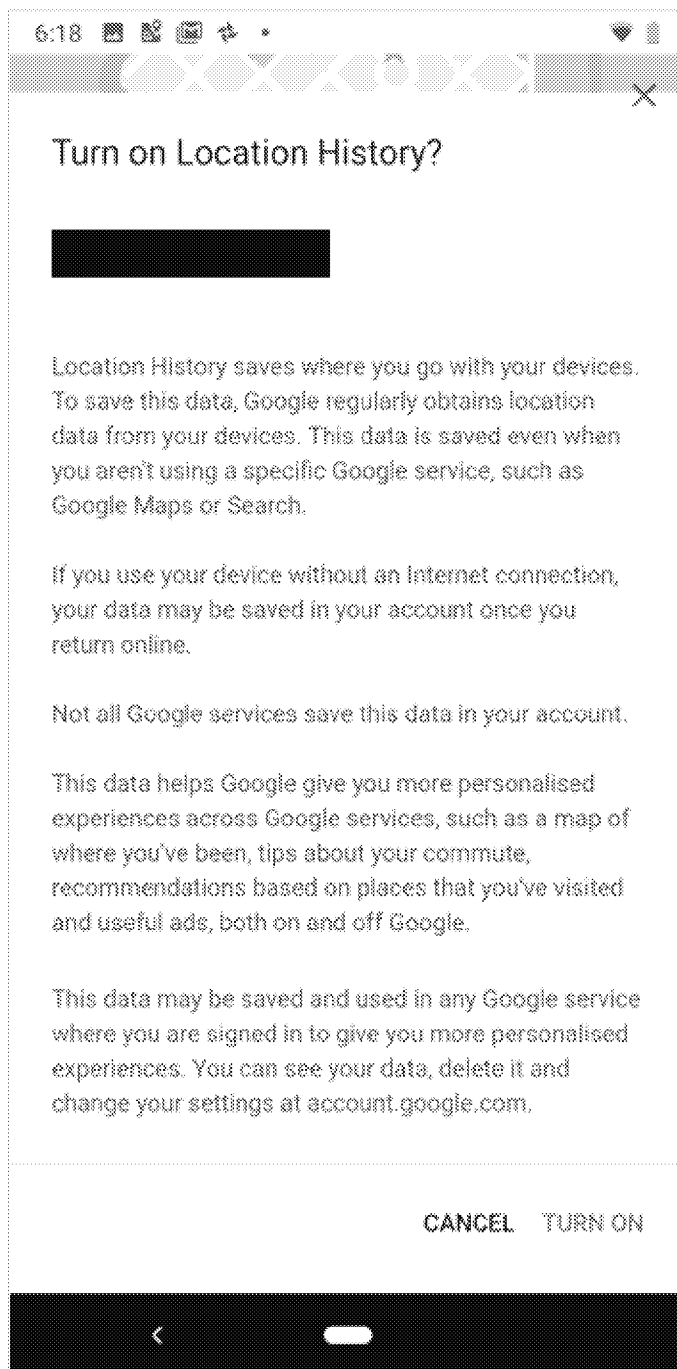 6:18
Turn on Location History?
Location History saves where you go with your devices.
To save this data, Google regularly obtains location
data from your devices. This data is saved even when
you aren't using a specific Google service, such as
Google Maps or Search.
If you use your device without an Internet connection,
your data may be saved in your account once you
return online.
Not all Google services save this data in your account.
This data helps Google give you more personalised
experiences across Google services, such as a map of
where you've been, tips about your commute,
recommendations based on places that you've visited
and useful ads, both on and off Google.
This data may be saved and used in any Google service
where you are signed in to give you more personalised
experiences. You can see your data, delete it and
change your settings at account.google.com.
CANCEL TURN ON